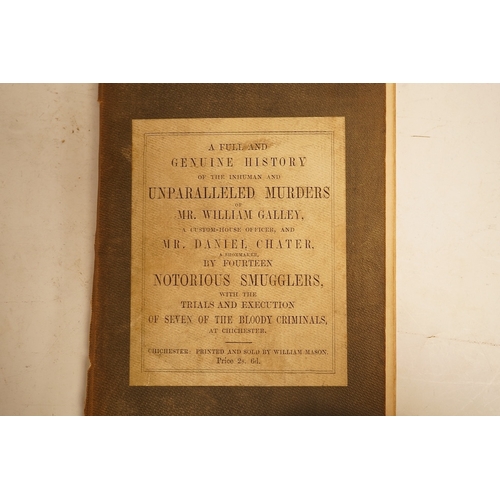 A FULL AND
GENUINE HISTORY
OF THE INHUMAN AND
UNPARALLELED MURDERS
OF
MR. WILLIAM GALLEY,
A CUSTOM-HOUSE OFFICER, AND
MR. DANIEL CHATER,
A SHOEMAKER,
BY FOURTEEN
NOTORIOUS SMUGGLERS,
WITH THE
TRIALS AND EXECUTION
OF SEVEN OF THE BLOODY CRIMINALS,
AT CHICHESTER.
CHICHESTER: PRINTED AND SOLD BY WILLIAM MASON.
Price 2s. 6d.